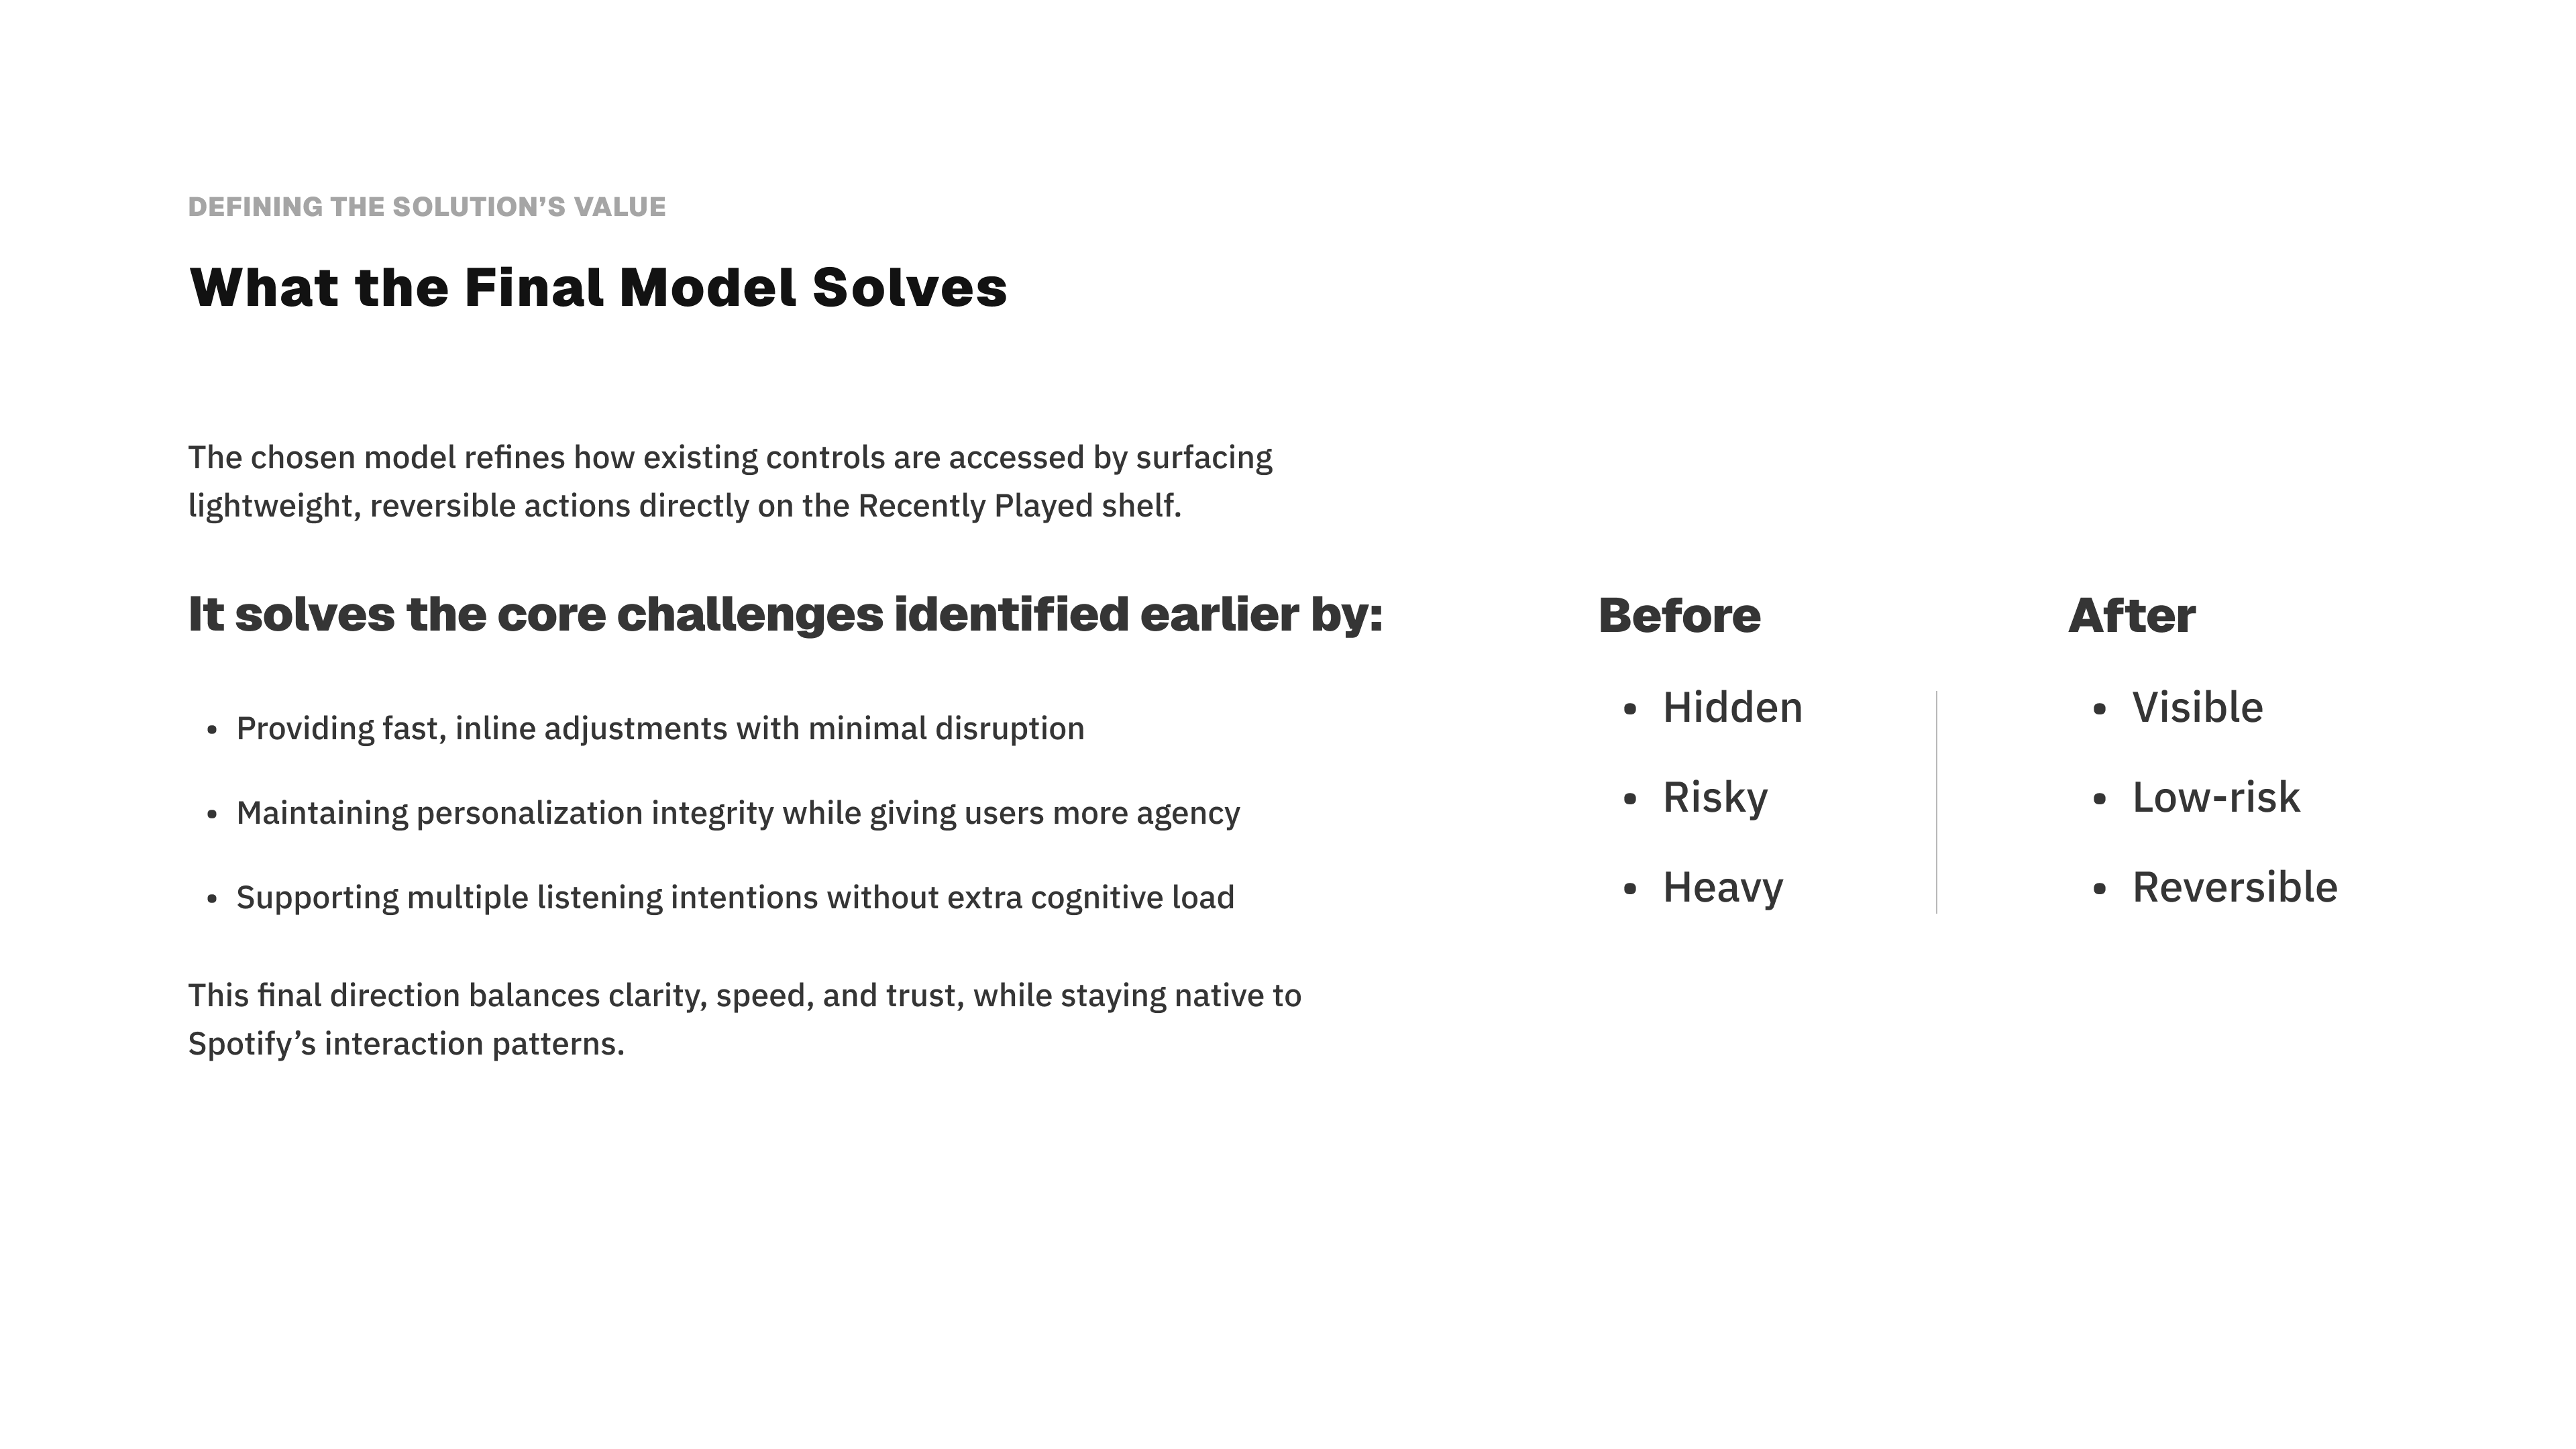 DEFINING THE SOLUTION’S VALUE
What the Final Model Solves
The chosen model refines how existing controls are accessed by surfacing
lightweight, reversible actions directly on the Recently Played shelf.
It solves the core challenges identified earlier by:
• Providing fast, inline adjustments with minimal disruption
• Maintaining personalization integrity while giving users more agency
• Supporting multiple listening intentions without extra cognitive load
This final direction balances clarity, speed, and trust, while staying native to
Spotify’s interaction patterns.
Before
• Hidden
• Risky
• Heavy
After
• Visible
• Low-risk
• Reversible